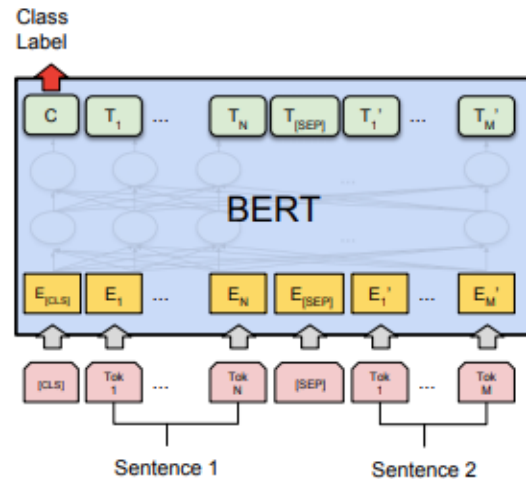 Class
Label
C T1 ... TN T[SEP] T1' ... TM'
...
BERT
...
E[CLS] E1 ... EN E[SEP] E1' ... EM'
[CLS] Tok 1 ... Tok N [SEP] Tok 1 ... Tok M
Sentence 1 Sentence 2